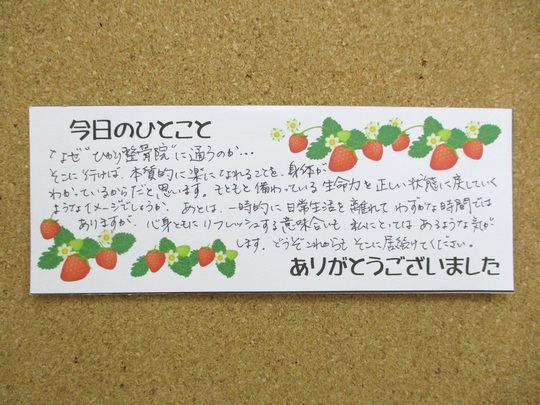 今日のひとこと
"なぜ"ひかり整骨院"に通うのか…
そこに行けば、本質的に楽になれることを、身体が
わかっているからだと思います。もともと備わっている生命力を正しい状態に戻していく
ようなイメージでしょうか。あとは、一時的に日常生活を離れてわずかな時間では
ありますが、心身ともにリフレッシュする意味合いも、私にとってはあるような気が
します。どうぞこれからもそこに居続けてください。
ありがとうございました